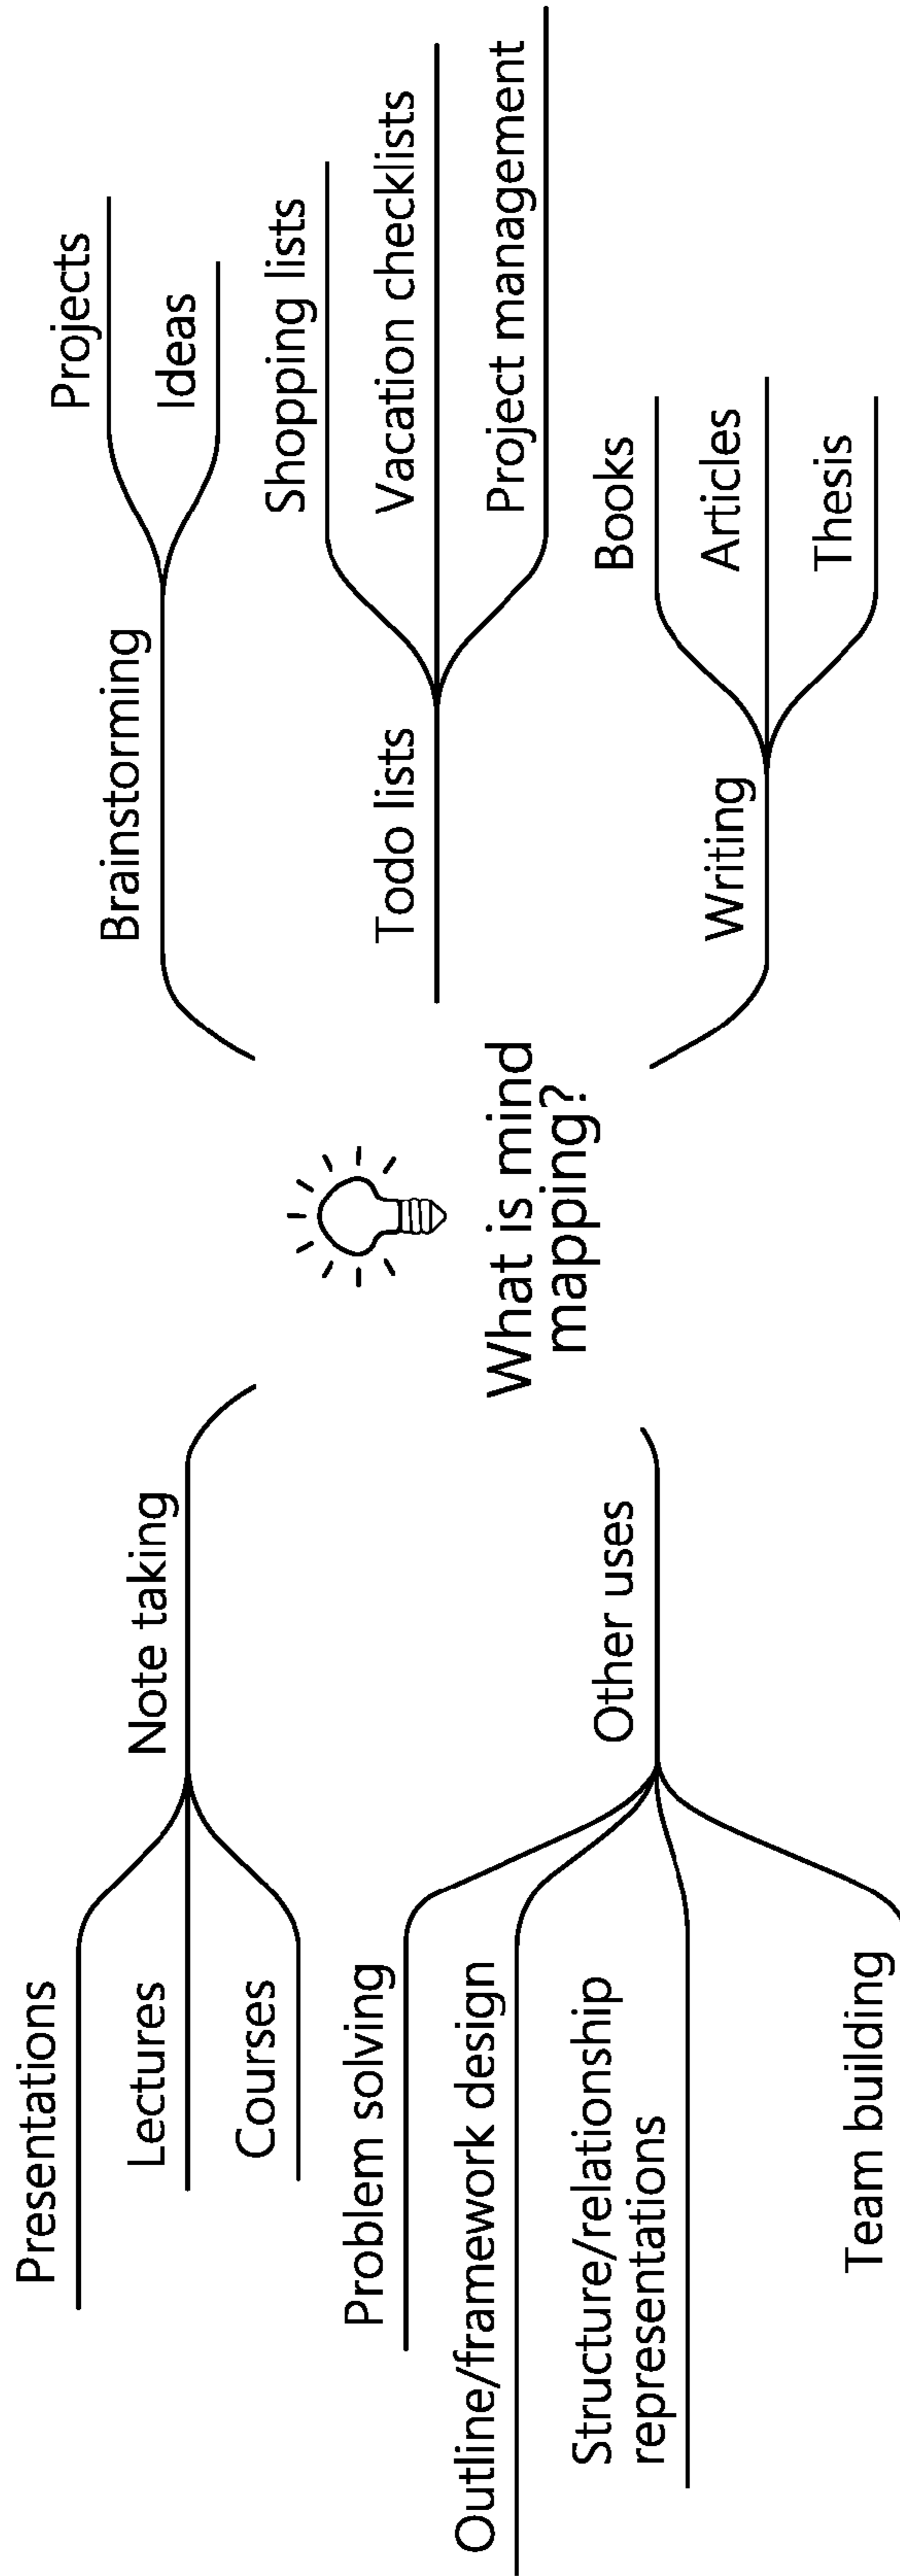 What is mind
mapping?
Note taking
Presentations
Lectures
Courses
Other uses
Problem solving
Outline/framework design
Structure/relationship
representations
Team building
Brainstorming
Projects
Ideas
Todo lists
Shopping lists
Vacation checklists
Project management
Writing
Books
Articles
Thesis